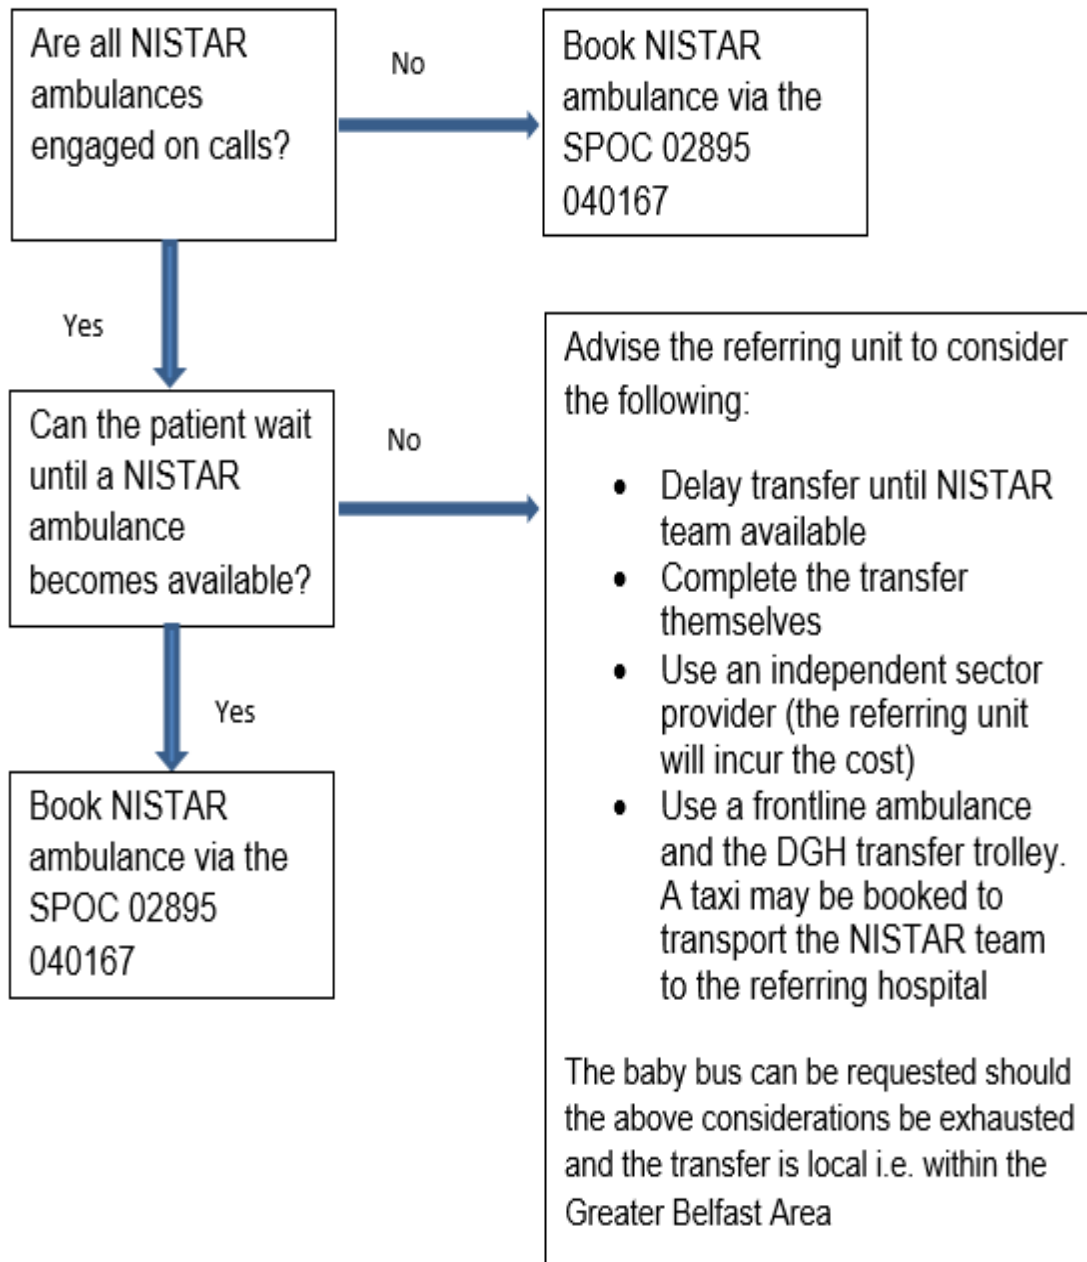 Are all NISTAR
ambulances
engaged on calls?
No
Book NISTAR
ambulance via the
SPOC 02895
040167
Yes
Can the patient wait
until a NISTAR
ambulance
becomes available?
No
Advise the referring unit to consider
the following:
• Delay transfer until NISTAR
team available
• Complete the transfer
themselves
• Use an independent sector
provider (the referring unit
will incur the cost)
• Use a frontline ambulance
and the DGH transfer trolley.
A taxi may be booked to
transport the NISTAR team
to the referring hospital
The baby bus can be requested should
the above considerations be exhausted
and the transfer is local i.e. within the
Greater Belfast Area
Yes
Book NISTAR
ambulance via the
SPOC 02895
040167